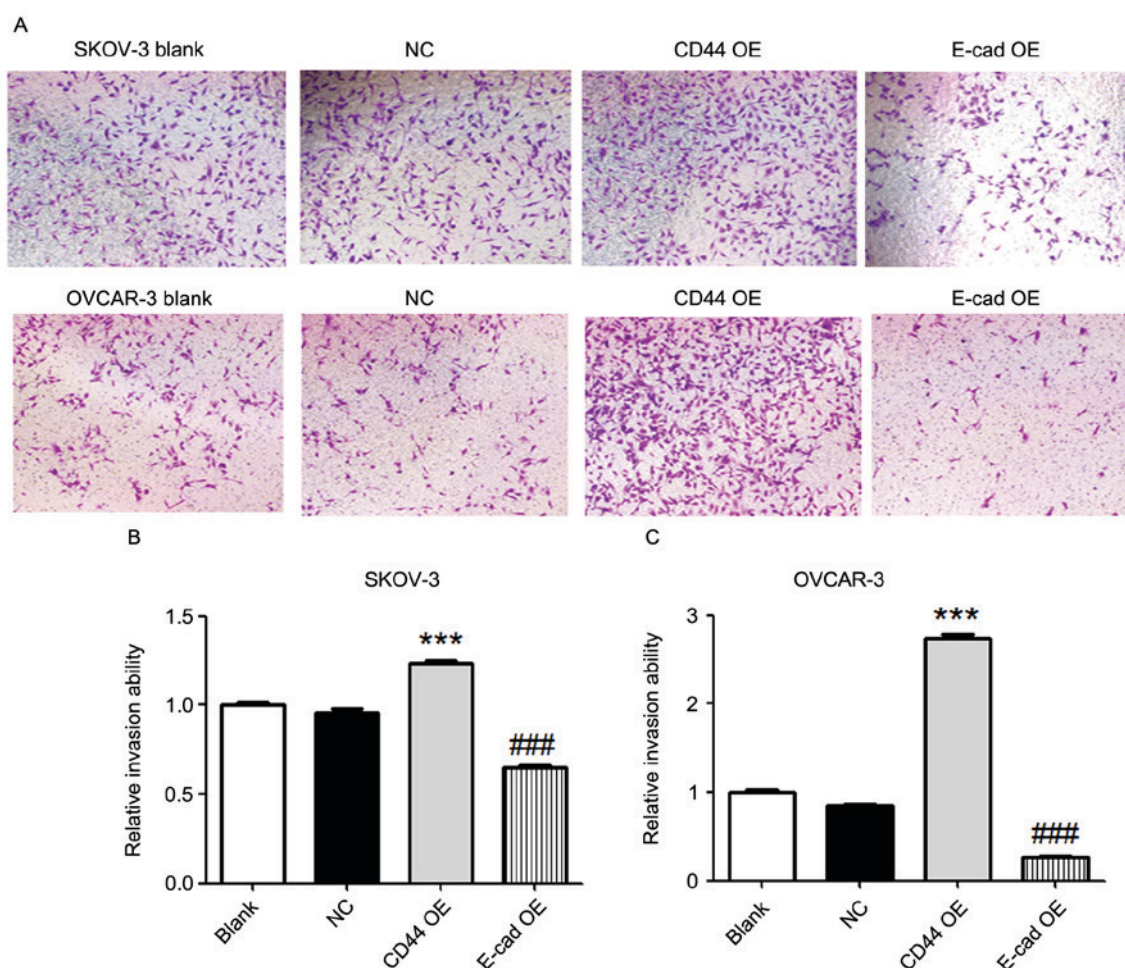 A
SKOV-3 blank NC CD44 OE E-cad OE
OVCAR-3 blank NC CD44 OE E-cad OE
B
SKOV-3
Relative invasion ability
1.5
1.0
0.5
0.0
***
###
Blank NC CD44 OE E-cad OE
C
OVCAR-3
Relative invasion ability
3
2
1
0
***
###
Blank NC CD44 OE E-cad OE